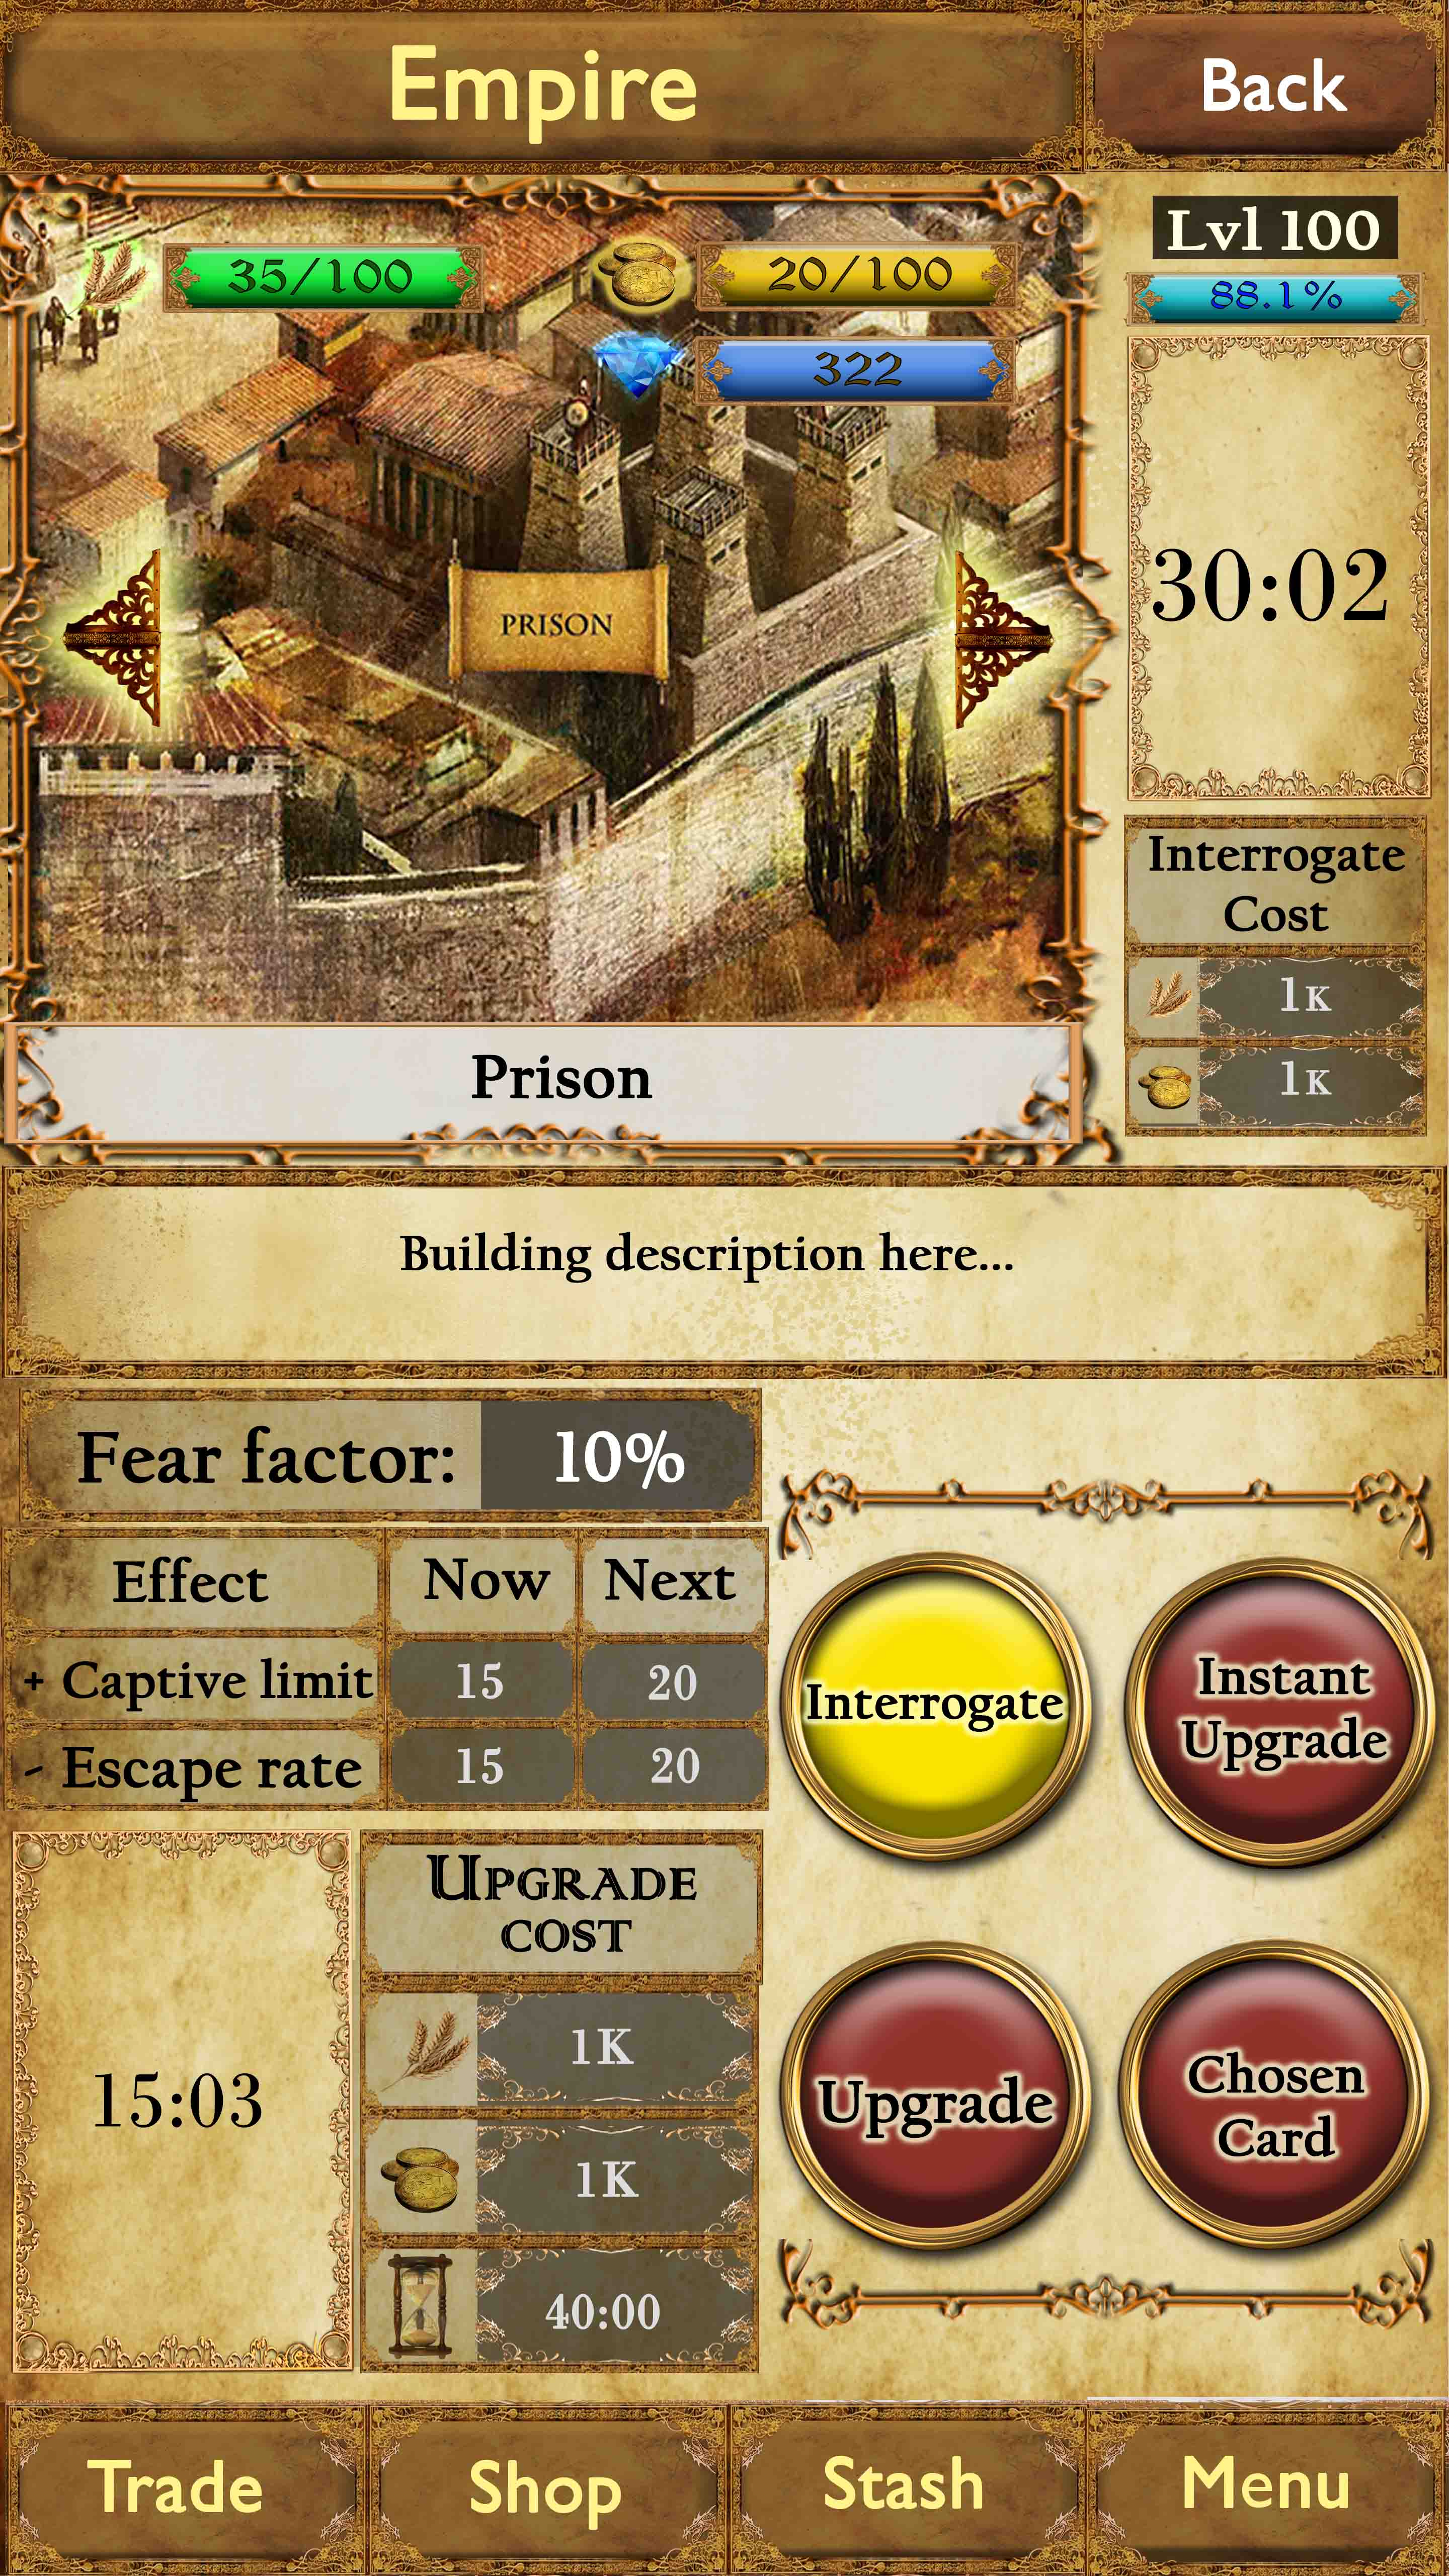 Empire
Back
Lvl 100
35/100
20/100
88.1%
322
30:02
PRISON
Interrogate
Cost
1K
1K
Prison
Building description here...
Fear factor: 10%
Effect Now Next
+ Captive limit 15 20
- Escape rate 15 20
Interrogate
Instant
Upgrade
UPGRADE
COST
1K
1K
40:00
15:03
Upgrade
Chosen
Card
Trade
Shop
Stash
Menu